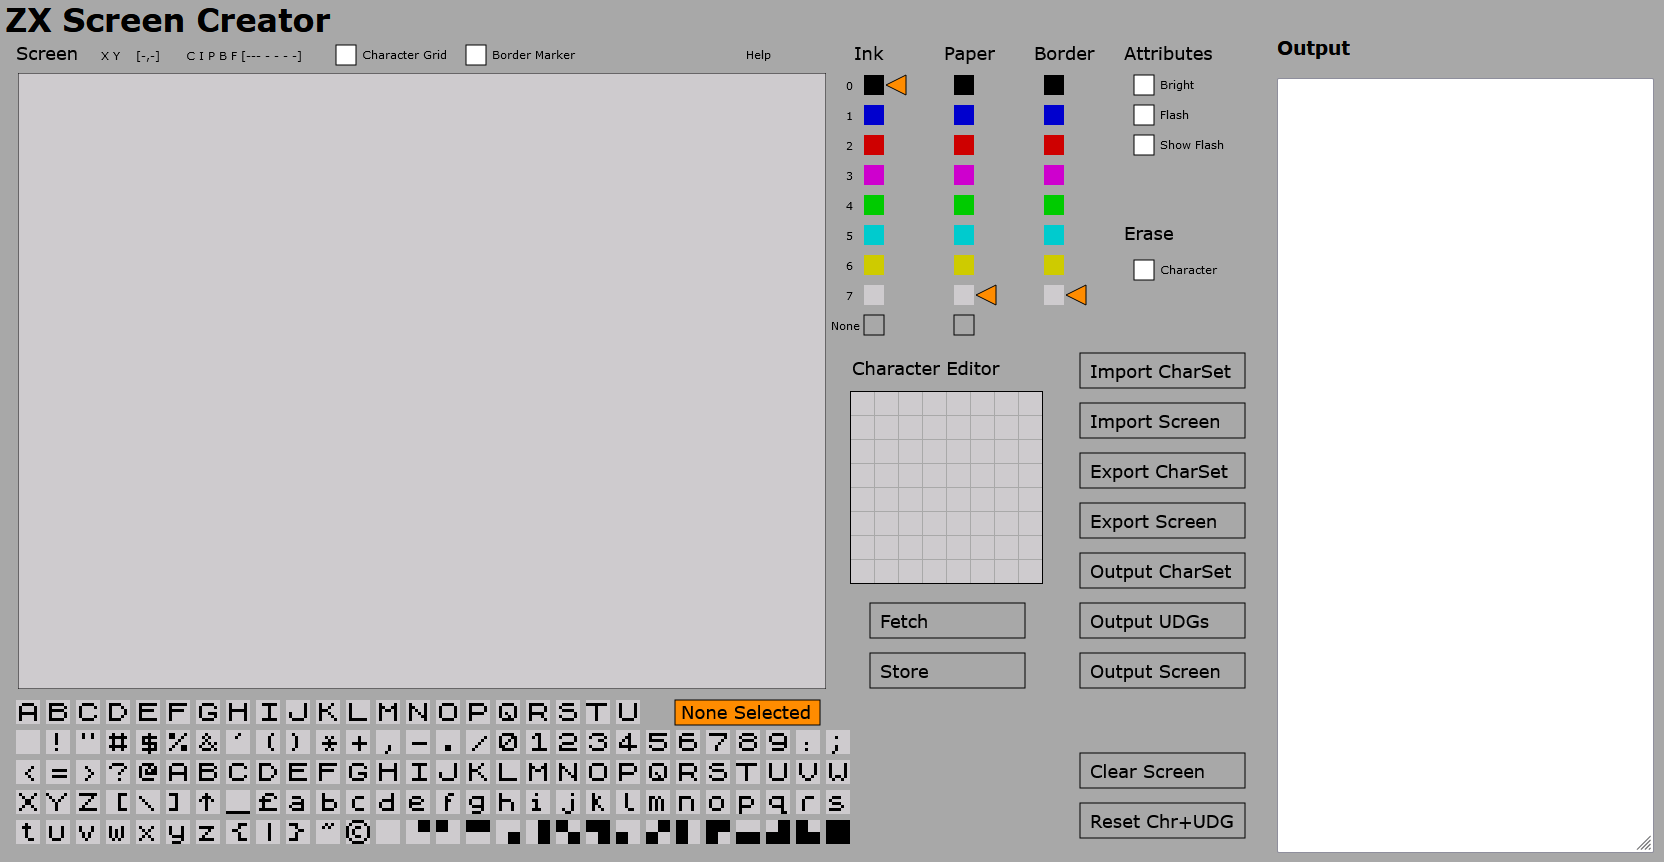 ZX Screen Creator
Screen X Y [-,-] C I P B F [--- - - - -] Character Grid Border Marker Help
Ink Paper Border Attributes
Output
0 Bright
1 Flash
2 Show Flash
3
4
5 Erase
6 Character
7
None
Character Editor
Import CharSet
Import Screen
Export CharSet
Export Screen
Output CharSet
Fetch Output UDGs
Store Output Screen
A B C D E F G H I J K L M N O P Q R S T U None Selected
! " # $ % & ' ( ) * + , - . / 0 1 2 3 4 5 6 7 8 9 : ;
< = > ? @ A B C D E F G H I J K L M N O P Q R S T U V W
X Y Z [ \ ] ↑ _ £ a b c d e f g h i j k l m n o p q r s
t u v w x y z { | } ~ ©
Clear Screen
Reset Chr+UDG